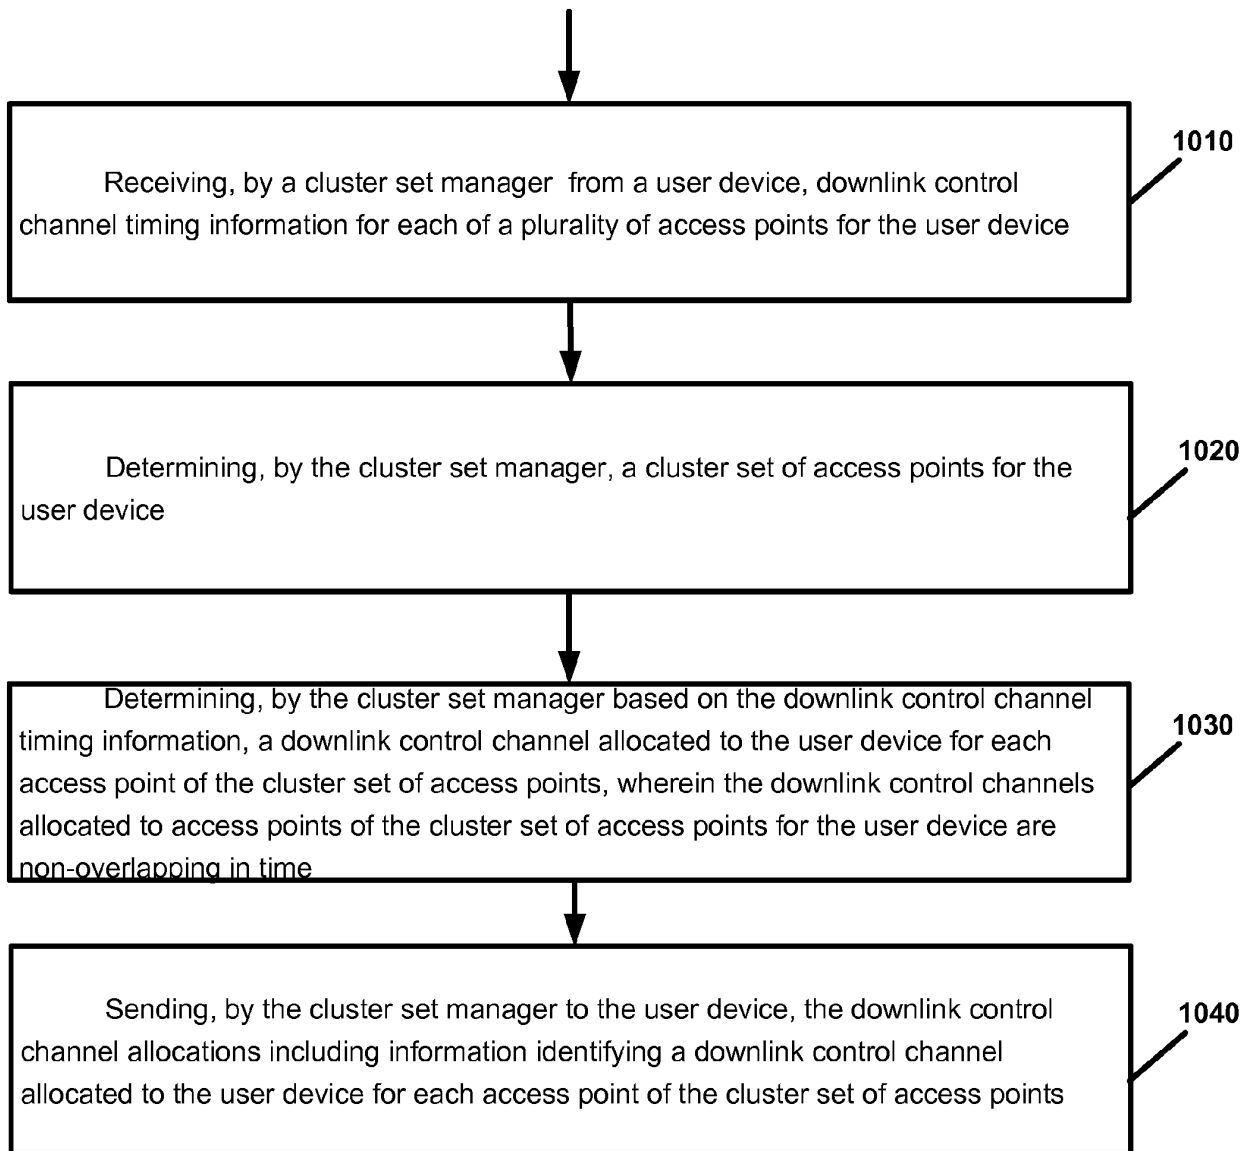 1010
Receiving, by a cluster set manager from a user device, downlink control
channel timing information for each of a plurality of access points for the user device
1020
Determining, by the cluster set manager, a cluster set of access points for the
user device
1030
Determining, by the cluster set manager based on the downlink control channel
timing information, a downlink control channel allocated to the user device for each
access point of the cluster set of access points, wherein the downlink control channels
allocated to access points of the cluster set of access points for the user device are
non-overlapping in time
1040
Sending, by the cluster set manager to the user device, the downlink control
channel allocations including information identifying a downlink control channel
allocated to the user device for each access point of the cluster set of access points